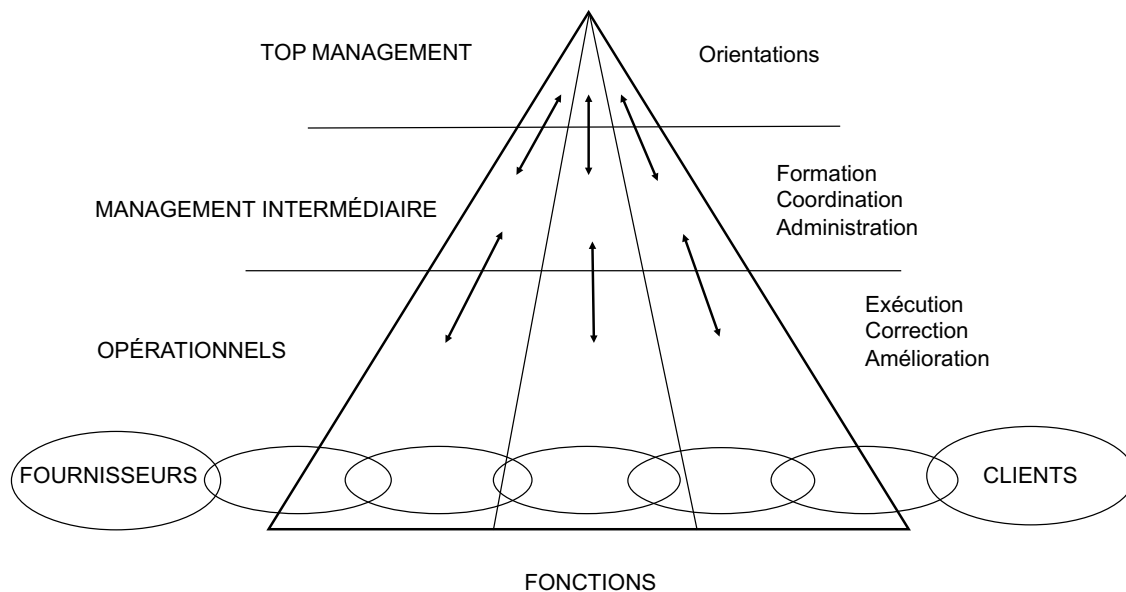 TOP MANAGEMENT
Orientations
MANAGEMENT INTERMÉDIAIRE
Formation
Coordination
Administration
OPÉRATIONNELS
Exécution
Correction
Amélioration
FOURNISSEURS
CLIENTS
FONCTIONS